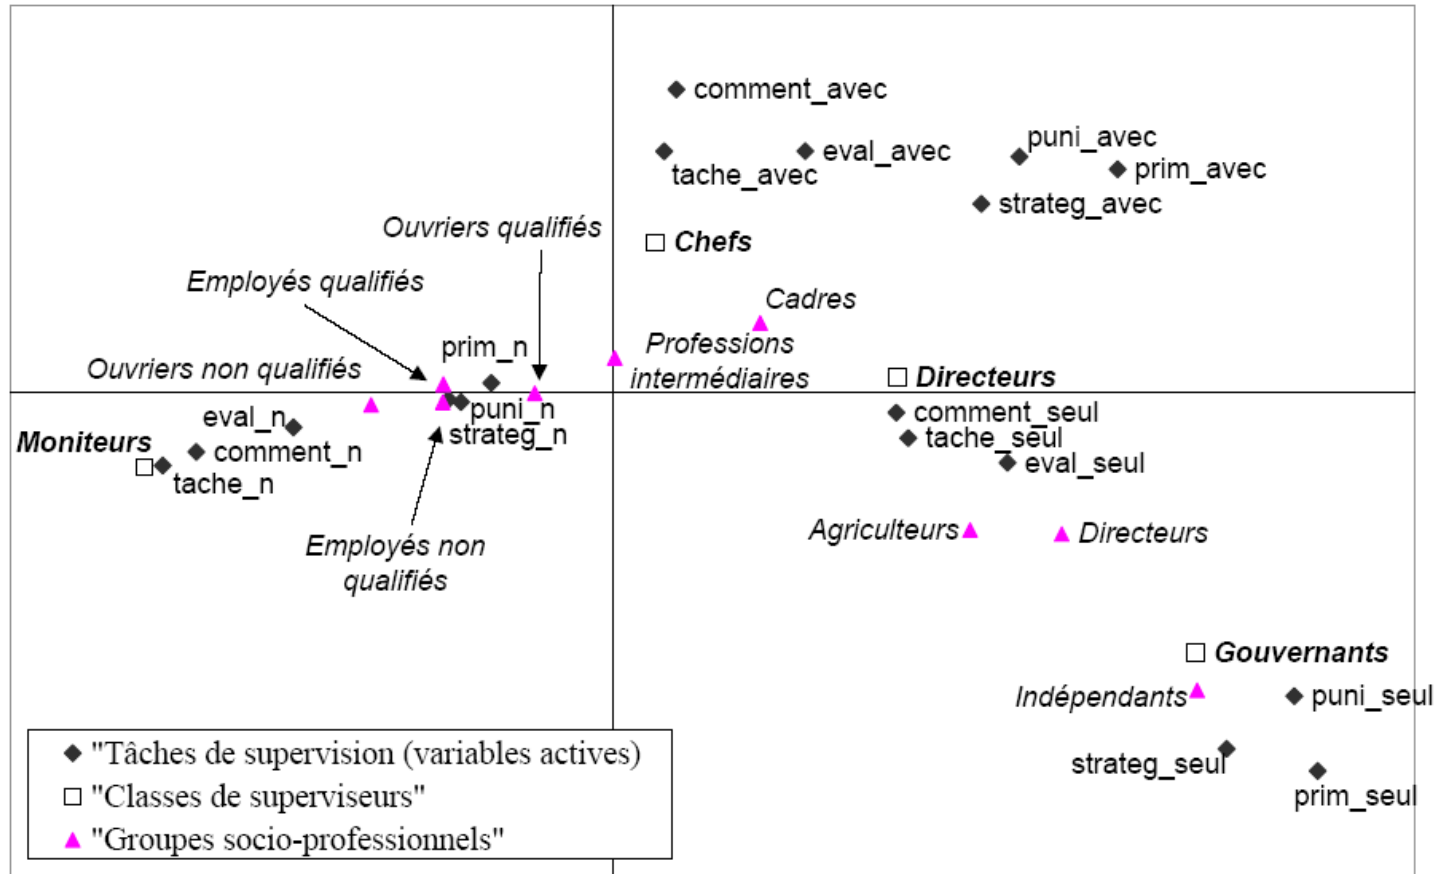 comment_avec
puni_avec
eval_avec
prim_avec
tache_avec
strateg_avec
Ouvriers qualifiés
Chefs
Employés qualifiés
Cadres
prim_n
Professions
intermédiaires
Ouvriers non qualifiés
Directeurs
eval_n
puni_n
comment_seul
strateg_n
tache_seul
Moniteurs
comment_n
eval_seul
tache_n
Agriculteurs
Directeurs
Employés non
qualifiés
Gouvernants
Indépendants
puni_seul
strateg_seul
prim_seul
"Tâches de supervision (variables actives)
"Classes de superviseurs"
"Groupes socio-professionnels"